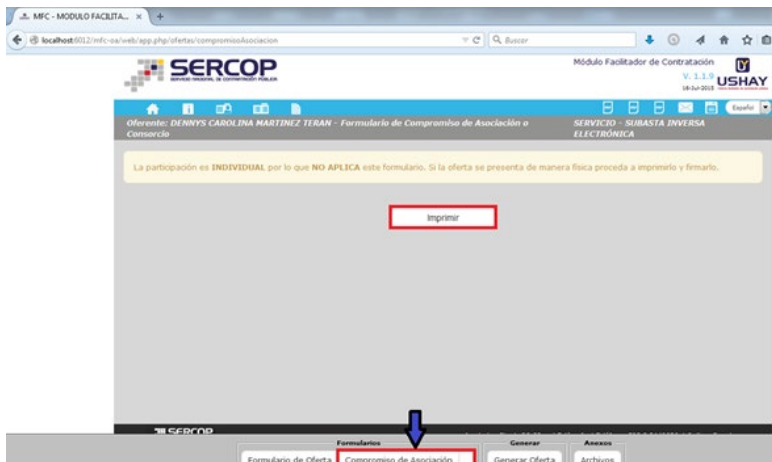 MFC - MODULO FACILITA...
localhost:6012/mfc-oa/web/app.php/ofertas/compromisoAsociacion
Buscar
SERCOP
SERVICIO NACIONAL DE CONTRATACIÓN PÚBLICA
Módulo Facilitador de Contratación
V. 1.1.9
USHAY
Español
Oferente: DENNYS CAROLINA MARTINEZ TERAN - Formulario de Compromiso de Asociación o
Consorcio
SERVICIO - SUBASTA INVERSA
ELECTRÓNICA
La participación es INDIVIDUAL por lo que NO APLICA este formulario. Si la oferta se presenta de manera física proceda a imprimirlo y firmarlo.
Imprimir
SERCOP
Formularios
Generar
Anexos
Formulario de Oferta
Compromiso de Asociación
Generar Oferta
Archivos